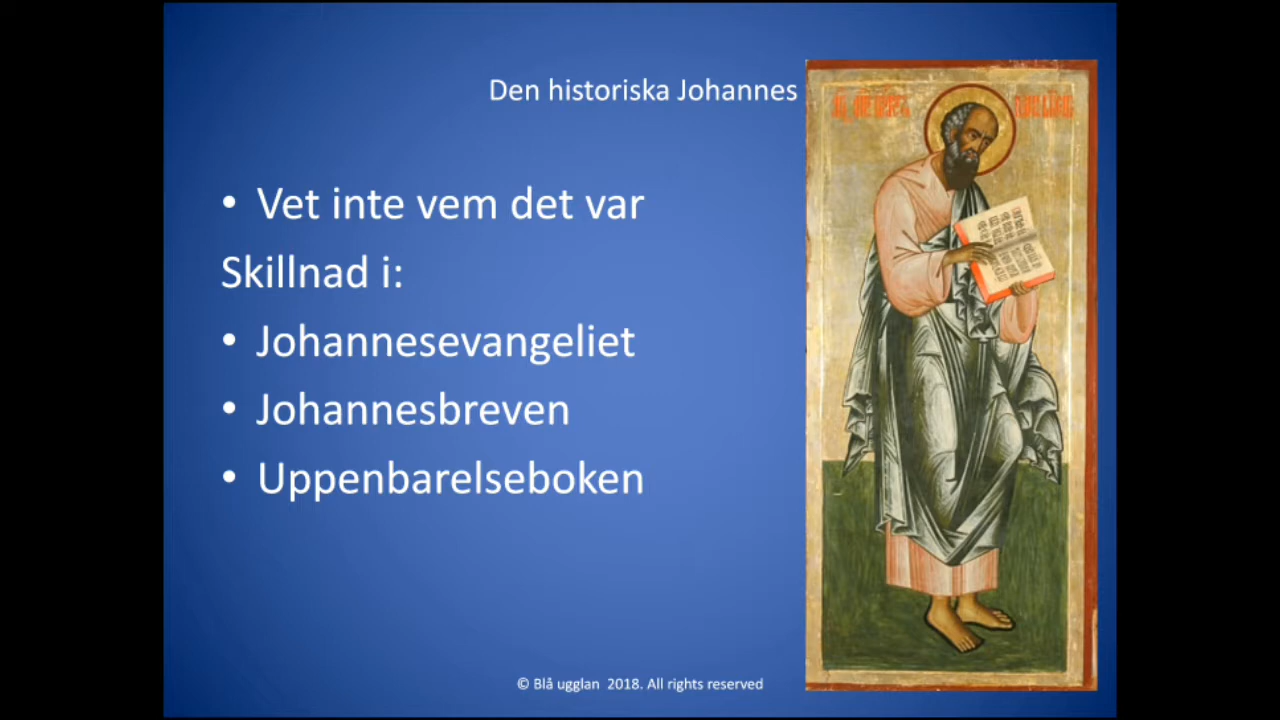 Den historiska Johannes
• Vet inte vem det var
Skillnad i:
• Johannesevangeliet
• Johannesbreven
• Uppenbarelseboken
© Blå ugglan 2018. All rights reserved